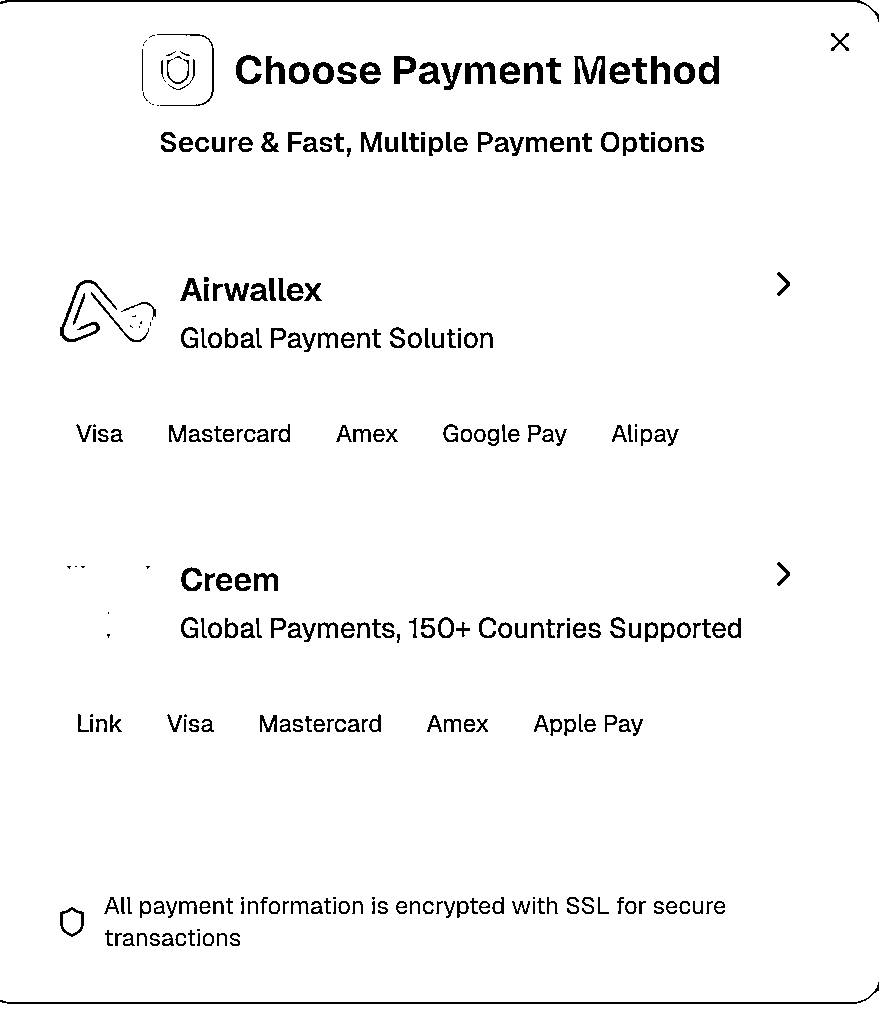 Choose Payment Method
Secure & Fast, Multiple Payment Options
Airwallex
Global Payment Solution
Visa Mastercard Amex Google Pay Alipay
Creem
Global Payments, 150+ Countries Supported
Link Visa Mastercard Amex Apple Pay
All payment information is encrypted with SSL for secure
transactions